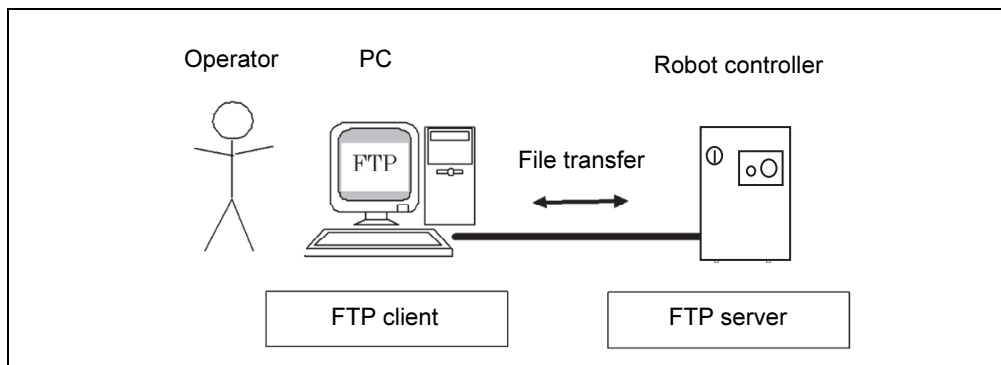 Operator
PC
Robot controller
FTP
File transfer
FTP client
FTP server